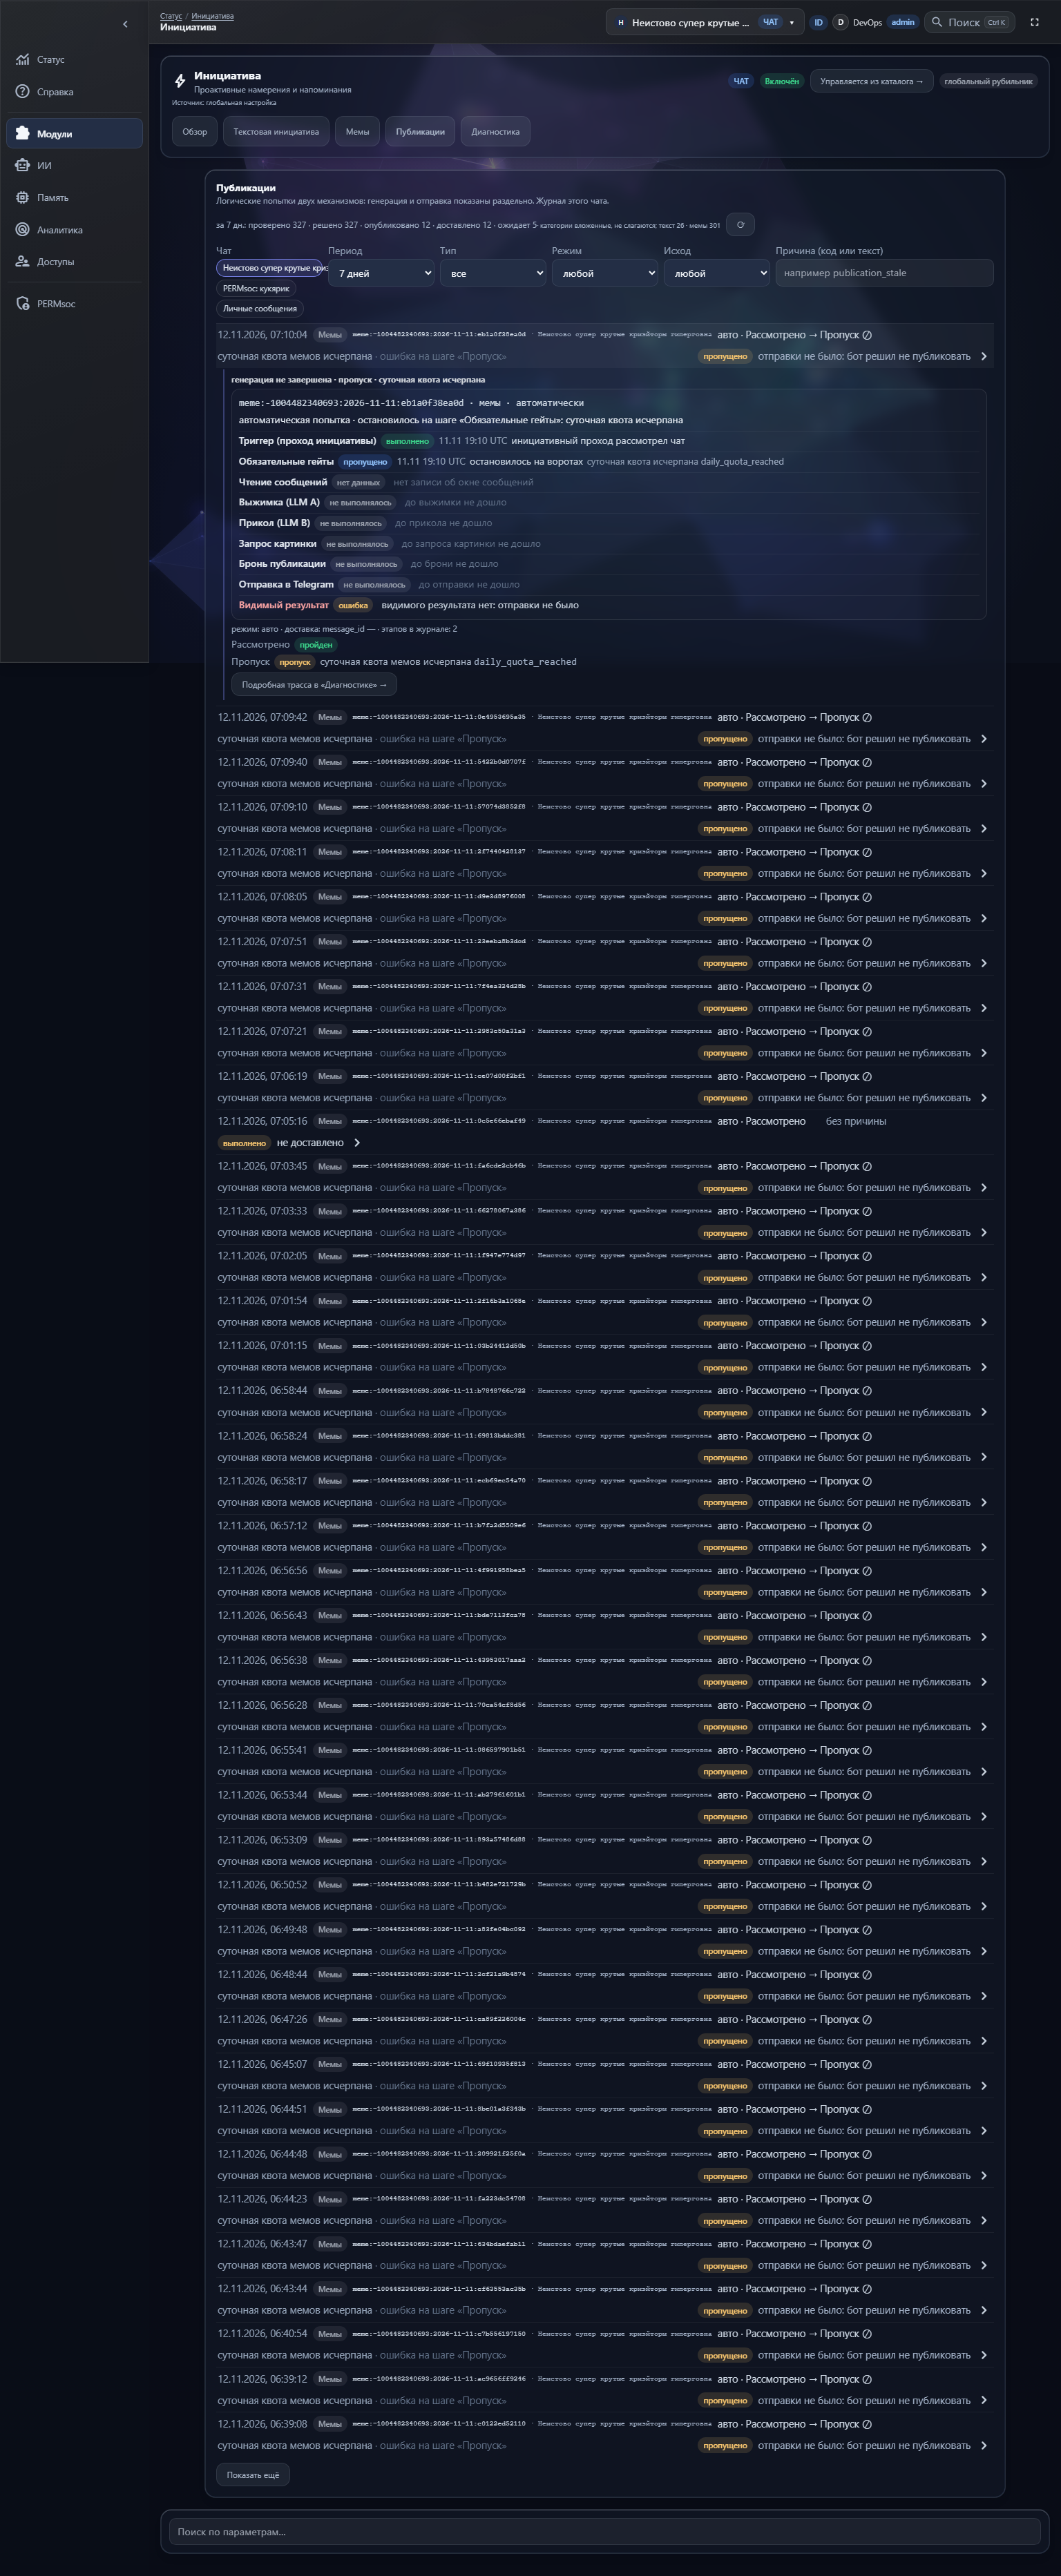 Статус / Инициатива
Инициатива
Н Неистово супер крутые ... ЧАТ ▾ ID D DevOps admin Поиск Ctrl K
Статус
Справка
Модули
ИИ
Память
Аналитика
Доступы
PERMsoc
Инициатива
Проактивные намерения и напоминания
Источник: глобальная настройка
ЧАТ Включён Управляется из каталога → глобальный рубильник
Обзор Текстовая инициатива Мемы Публикации Диагностика
Публикации
Логические попытки двух механизмов: генерация и отправка показаны раздельно. Журнал этого чата.
за 7 дн.: проверено 327 · решено 327 · опубликовано 12 · доставлено 12 · ожидает 5 · категории вложенные, не слагаются; текст 26 · мемы 301
Чат Период Тип Режим Исход Причина (код или текст)
Неистово супер крутые криз 7 дней все любой любой например publication_stale
PERMsoc: кукярик
Личные сообщения
12.11.2026, 07:10:04 Мемы meme:-1004482340693:2026-11-11:eb1a0f38ea0d · Неистово супер крутые кризйторы гиперговна авто · Рассмотрено → Пропуск
суточная квота мемов исчерпана · ошибка на шаге «Пропуск» пропущено отправки не было: бот решил не публиковать
генерация не завершена · пропуск · суточная квота исчерпана
meme:-1004482340693:2026-11-11:eb1a0f38ea0d · мемы · автоматически
автоматическая попытка · остановилось на шаге «Обязательные гейты»: суточная квота исчерпана
Триггер (проход инициативы) выполнено 11.11 19:10 UTC инициативный проход рассмотрел чат
Обязательные гейты пропущено 11.11 19:10 UTC остановилось на воротах суточная квота исчерпана daily_quota_reached
Чтение сообщений нет данных нет записи об окне сообщений
Выжимка (LLM A) не выполнялось до выжимки не дошло
Прикол (LLM B) не выполнялось до прикола не дошло
Запрос картинки не выполнялось до запроса картинки не дошло
Бронь публикации не выполнялось до брони не дошло
Отправка в Telegram не выполнялось до отправки не дошло
Видимый результат ошибка видимого результата нет: отправки не было
режим: авто · доставка: message_id — · этапов в журнале: 2
Рассмотрено пройден
Пропуск пропуск суточная квота мемов исчерпана daily_quota_reached
Подробная трасса в «Диагностике» →
12.11.2026, 07:09:42 Мемы авто · Рассмотрено → Пропуск
суточная квота мемов исчерпана · ошибка на шаге «Пропуск» пропущено отправки не было: бот решил не публиковать
12.11.2026, 07:09:40 Мемы авто · Рассмотрено → Пропуск
суточная квота мемов исчерпана · ошибка на шаге «Пропуск» пропущено отправки не было: бот решил не публиковать
12.11.2026, 07:09:10 Мемы авто · Рассмотрено → Пропуск
суточная квота мемов исчерпана · ошибка на шаге «Пропуск» пропущено отправки не было: бот решил не публиковать
12.11.2026, 07:08:11 Мемы авто · Рассмотрено → Пропуск
суточная квота мемов исчерпана · ошибка на шаге «Пропуск» пропущено отправки не было: бот решил не публиковать
12.11.2026, 07:08:05 Мемы авто · Рассмотрено → Пропуск
суточная квота мемов исчерпана · ошибка на шаге «Пропуск» пропущено отправки не было: бот решил не публиковать
12.11.2026, 07:07:51 Мемы авто · Рассмотрено → Пропуск
суточная квота мемов исчерпана · ошибка на шаге «Пропуск» пропущено отправки не было: бот решил не публиковать
12.11.2026, 07:07:31 Мемы авто · Рассмотрено → Пропуск
суточная квота мемов исчерпана · ошибка на шаге «Пропуск» пропущено отправки не было: бот решил не публиковать
12.11.2026, 07:07:21 Мемы авто · Рассмотрено → Пропуск
суточная квота мемов исчерпана · ошибка на шаге «Пропуск» пропущено отправки не было: бот решил не публиковать
12.11.2026, 07:06:19 Мемы авто · Рассмотрено → Пропуск
суточная квота мемов исчерпана · ошибка на шаге «Пропуск» пропущено отправки не было: бот решил не публиковать
12.11.2026, 07:05:16 Мемы авто · Рассмотрено без причины
выполнено не доставлено
12.11.2026, 07:03:45 Мемы авто · Рассмотрено → Пропуск
суточная квота мемов исчерпана · ошибка на шаге «Пропуск» пропущено отправки не было: бот решил не публиковать
12.11.2026, 07:03:33 Мемы авто · Рассмотрено → Пропуск
суточная квота мемов исчерпана · ошибка на шаге «Пропуск» пропущено отправки не было: бот решил не публиковать
12.11.2026, 07:02:05 Мемы авто · Рассмотрено → Пропуск
суточная квота мемов исчерпана · ошибка на шаге «Пропуск» пропущено отправки не было: бот решил не публиковать
12.11.2026, 07:01:54 Мемы авто · Рассмотрено → Пропуск
суточная квота мемов исчерпана · ошибка на шаге «Пропуск» пропущено отправки не было: бот решил не публиковать
12.11.2026, 07:01:15 Мемы авто · Рассмотрено → Пропуск
суточная квота мемов исчерпана · ошибка на шаге «Пропуск» пропущено отправки не было: бот решил не публиковать
12.11.2026, 06:58:44 Мемы авто · Рассмотрено → Пропуск
суточная квота мемов исчерпана · ошибка на шаге «Пропуск» пропущено отправки не было: бот решил не публиковать
12.11.2026, 06:58:24 Мемы авто · Рассмотрено → Пропуск
суточная квота мемов исчерпана · ошибка на шаге «Пропуск» пропущено отправки не было: бот решил не публиковать
12.11.2026, 06:58:17 Мемы авто · Рассмотрено → Пропуск
суточная квота мемов исчерпана · ошибка на шаге «Пропуск» пропущено отправки не было: бот решил не публиковать
12.11.2026, 06:57:12 Мемы авто · Рассмотрено → Пропуск
суточная квота мемов исчерпана · ошибка на шаге «Пропуск» пропущено отправки не было: бот решил не публиковать
12.11.2026, 06:56:56 Мемы авто · Рассмотрено → Пропуск
суточная квота мемов исчерпана · ошибка на шаге «Пропуск» пропущено отправки не было: бот решил не публиковать
12.11.2026, 06:56:43 Мемы авто · Рассмотрено → Пропуск
суточная квота мемов исчерпана · ошибка на шаге «Пропуск» пропущено отправки не было: бот решил не публиковать
12.11.2026, 06:56:38 Мемы авто · Рассмотрено → Пропуск
суточная квота мемов исчерпана · ошибка на шаге «Пропуск» пропущено отправки не было: бот решил не публиковать
12.11.2026, 06:56:28 Мемы авто · Рассмотрено → Пропуск
суточная квота мемов исчерпана · ошибка на шаге «Пропуск» пропущено отправки не было: бот решил не публиковать
12.11.2026, 06:55:41 Мемы авто · Рассмотрено → Пропуск
суточная квота мемов исчерпана · ошибка на шаге «Пропуск» пропущено отправки не было: бот решил не публиковать
12.11.2026, 06:53:44 Мемы авто · Рассмотрено → Пропуск
суточная квота мемов исчерпана · ошибка на шаге «Пропуск» пропущено отправки не было: бот решил не публиковать
12.11.2026, 06:53:09 Мемы авто · Рассмотрено → Пропуск
суточная квота мемов исчерпана · ошибка на шаге «Пропуск» пропущено отправки не было: бот решил не публиковать
12.11.2026, 06:50:52 Мемы авто · Рассмотрено → Пропуск
суточная квота мемов исчерпана · ошибка на шаге «Пропуск» пропущено отправки не было: бот решил не публиковать
12.11.2026, 06:49:48 Мемы авто · Рассмотрено → Пропуск
суточная квота мемов исчерпана · ошибка на шаге «Пропуск» пропущено отправки не было: бот решил не публиковать
12.11.2026, 06:48:44 Мемы авто · Рассмотрено → Пропуск
суточная квота мемов исчерпана · ошибка на шаге «Пропуск» пропущено отправки не было: бот решил не публиковать
12.11.2026, 06:47:26 Мемы авто · Рассмотрено → Пропуск
суточная квота мемов исчерпана · ошибка на шаге «Пропуск» пропущено отправки не было: бот решил не публиковать
12.11.2026, 06:45:07 Мемы авто · Рассмотрено → Пропуск
суточная квота мемов исчерпана · ошибка на шаге «Пропуск» пропущено отправки не было: бот решил не публиковать
12.11.2026, 06:44:51 Мемы авто · Рассмотрено → Пропуск
суточная квота мемов исчерпана · ошибка на шаге «Пропуск» пропущено отправки не было: бот решил не публиковать
12.11.2026, 06:44:48 Мемы авто · Рассмотрено → Пропуск
суточная квота мемов исчерпана · ошибка на шаге «Пропуск» пропущено отправки не было: бот решил не публиковать
12.11.2026, 06:44:23 Мемы авто · Рассмотрено → Пропуск
суточная квота мемов исчерпана · ошибка на шаге «Пропуск» пропущено отправки не было: бот решил не публиковать
12.11.2026, 06:43:47 Мемы авто · Рассмотрено → Пропуск
суточная квота мемов исчерпана · ошибка на шаге «Пропуск» пропущено отправки не было: бот решил не публиковать
12.11.2026, 06:43:44 Мемы авто · Рассмотрено → Пропуск
суточная квота мемов исчерпана · ошибка на шаге «Пропуск» пропущено отправки не было: бот решил не публиковать
12.11.2026, 06:40:54 Мемы авто · Рассмотрено → Пропуск
суточная квота мемов исчерпана · ошибка на шаге «Пропуск» пропущено отправки не было: бот решил не публиковать
12.11.2026, 06:39:12 Мемы авто · Рассмотрено → Пропуск
суточная квота мемов исчерпана · ошибка на шаге «Пропуск» пропущено отправки не было: бот решил не публиковать
12.11.2026, 06:39:08 Мемы авто · Рассмотрено → Пропуск
суточная квота мемов исчерпана · ошибка на шаге «Пропуск» пропущено отправки не было: бот решил не публиковать
Показать ещё
Поиск по параметрам...